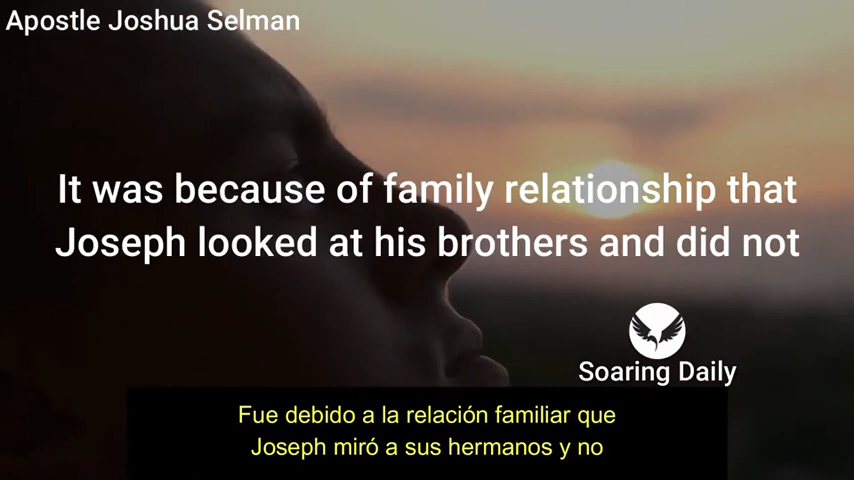 Apostle Joshua Selman
It was because of family relationship that
Joseph looked at his brothers and did not
Soaring Daily
Fue debido a la relación familiar que
Joseph miró a sus hermanos y no